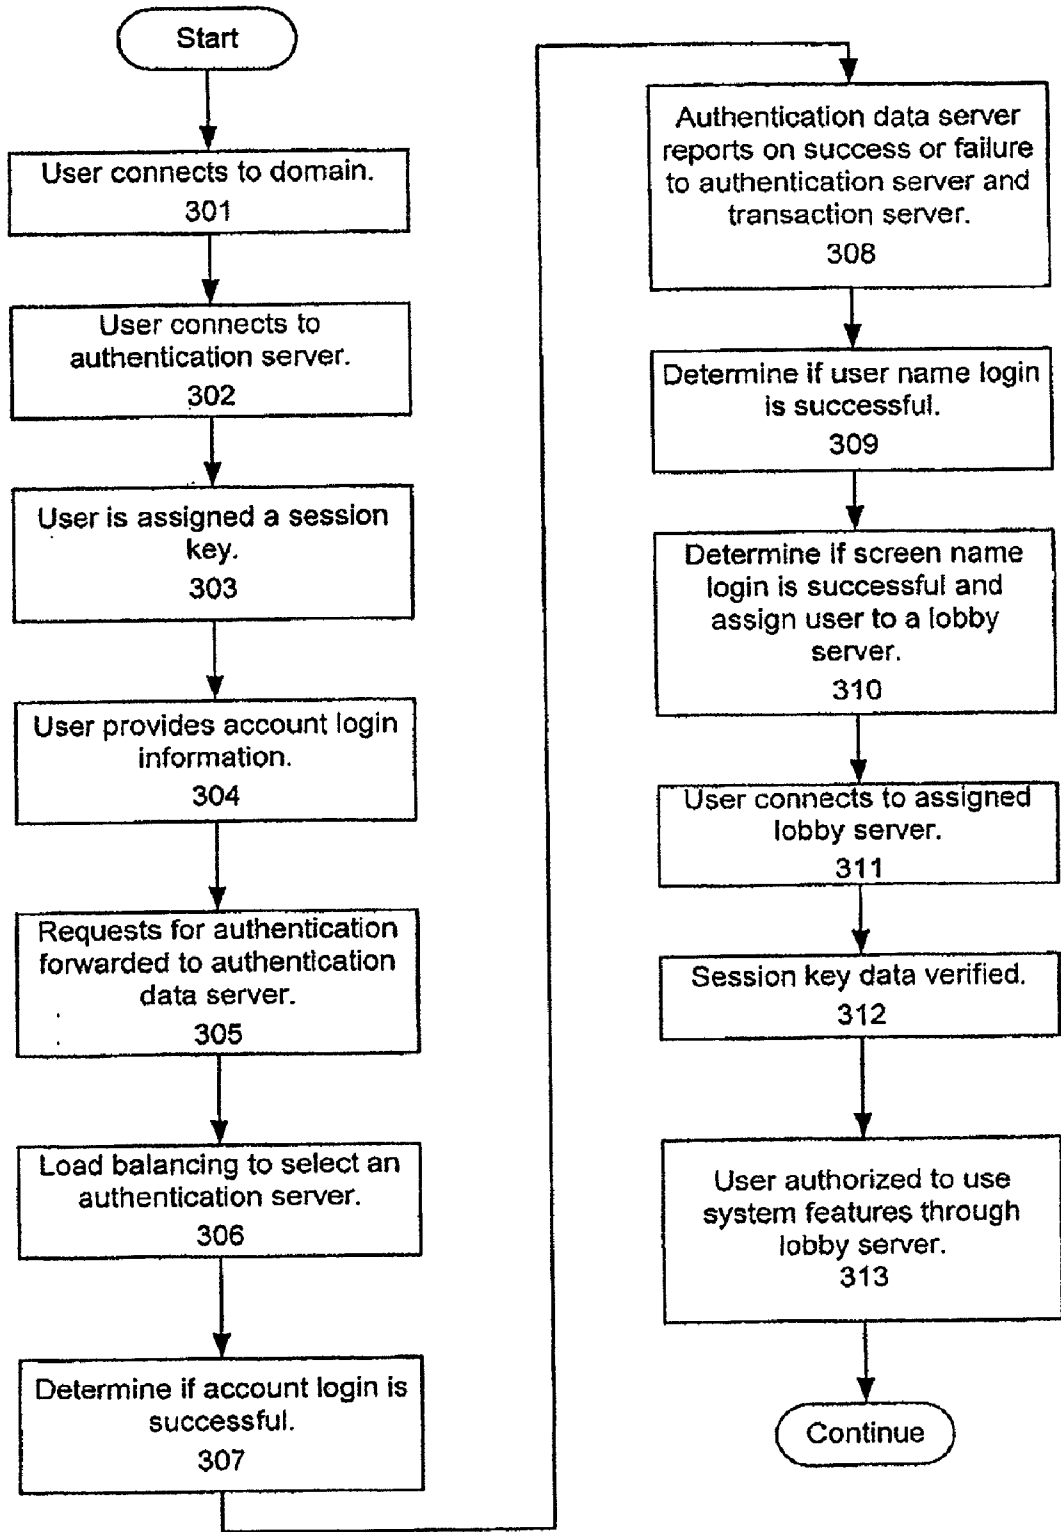 Start
User connects to domain.
301
User connects to
authentication server.
302
User is assigned a session
key.
303
User provides account login
information.
304
Requests for authentication
forwarded to authentication
data server.
305
Load balancing to select an
authentication server.
306
Determine if account login is
successful.
307
Authentication data server
reports on success or failure
to authentication server and
transaction server.
308
Determine if user name login
is successful.
309
Determine if screen name
login is successful and
assign user to a lobby
server.
310
User connects to assigned
lobby server.
311
Session key data verified.
312
User authorized to use
system features through
lobby server.
313
Continue